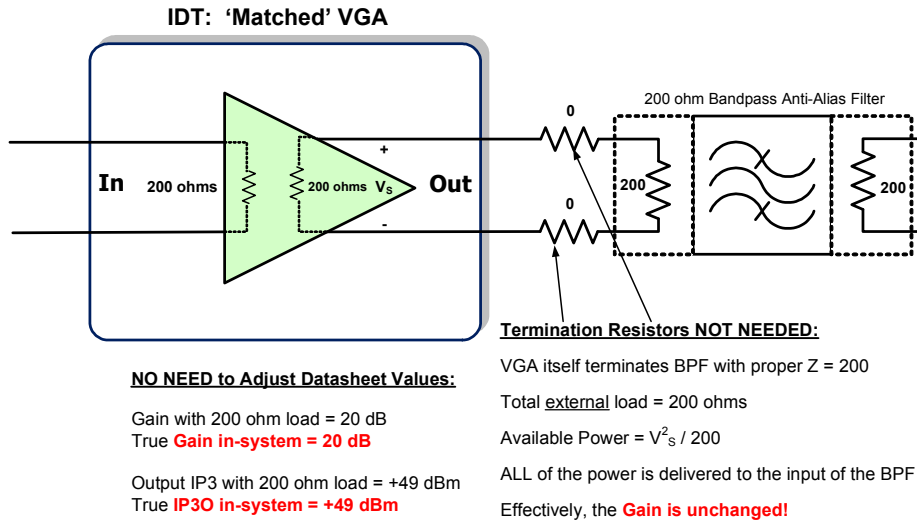 IDT: ‘Matched’ VGA
200 ohm Bandpass Anti-Alias Filter
0
+
In
200 ohms
200 ohms
Vs
Out
200
200
0
-
Termination Resistors NOT NEEDED:
VGA itself terminates BPF with proper Z = 200
Total external load = 200 ohms
Available Power = V²s / 200
ALL of the power is delivered to the input of the BPF
Effectively, the Gain is unchanged!
NO NEED to Adjust Datasheet Values:
Gain with 200 ohm load = 20 dB
True Gain in-system = 20 dB
Output IP3 with 200 ohm load = +49 dBm
True IP3O in-system = +49 dBm